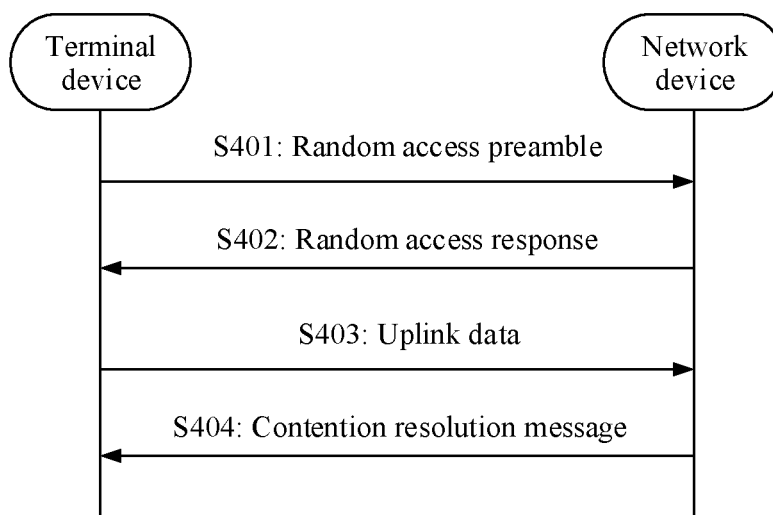 Terminal
device
Network
device
S401: Random access preamble
S402: Random access response
S403: Uplink data
S404: Contention resolution message